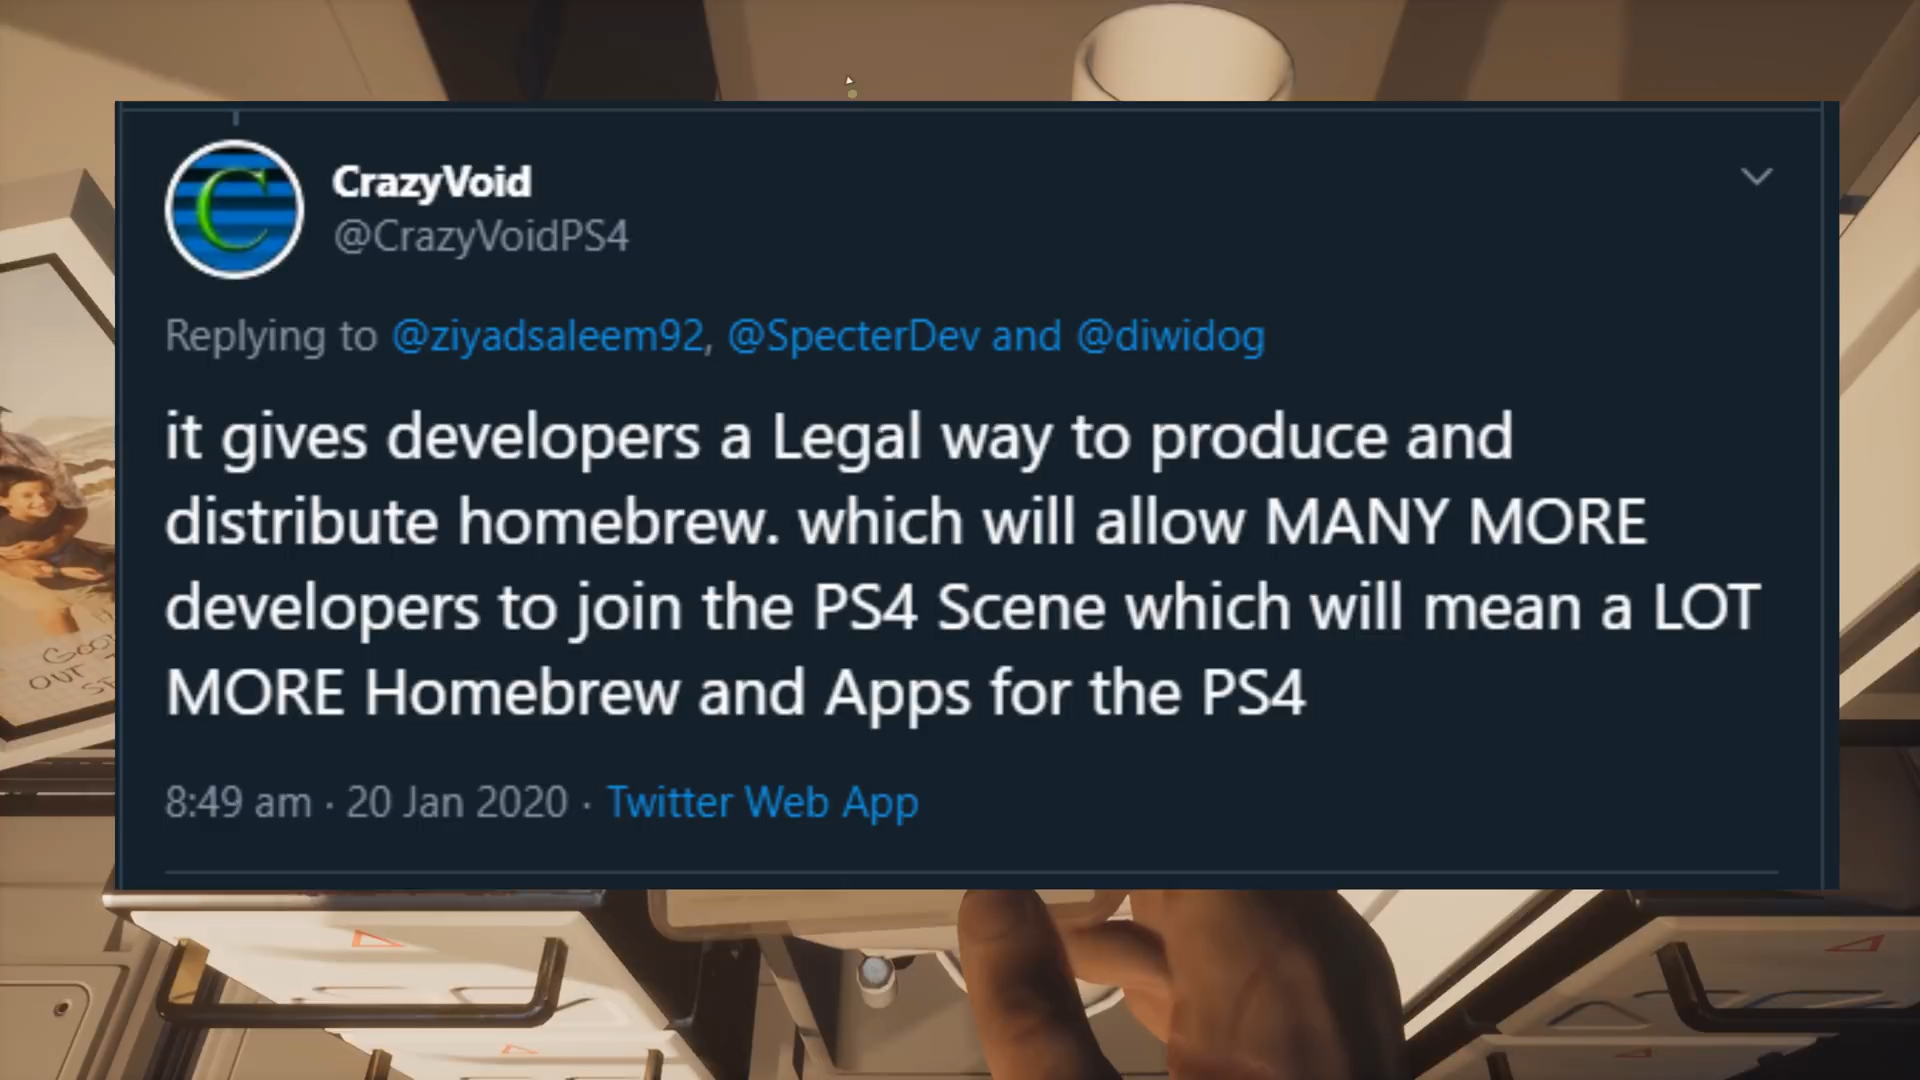 C
CrazyVoid
@CrazyVoidPS4
Replying to @ziyadsaleem92, @SpecterDev and @diwidog
it gives developers a Legal way to produce and
distribute homebrew. which will allow MANY MORE
developers to join the PS4 Scene which will mean a LOT
MORE Homebrew and Apps for the PS4
8:49 am · 20 Jan 2020 · Twitter Web App
GOO
OUT